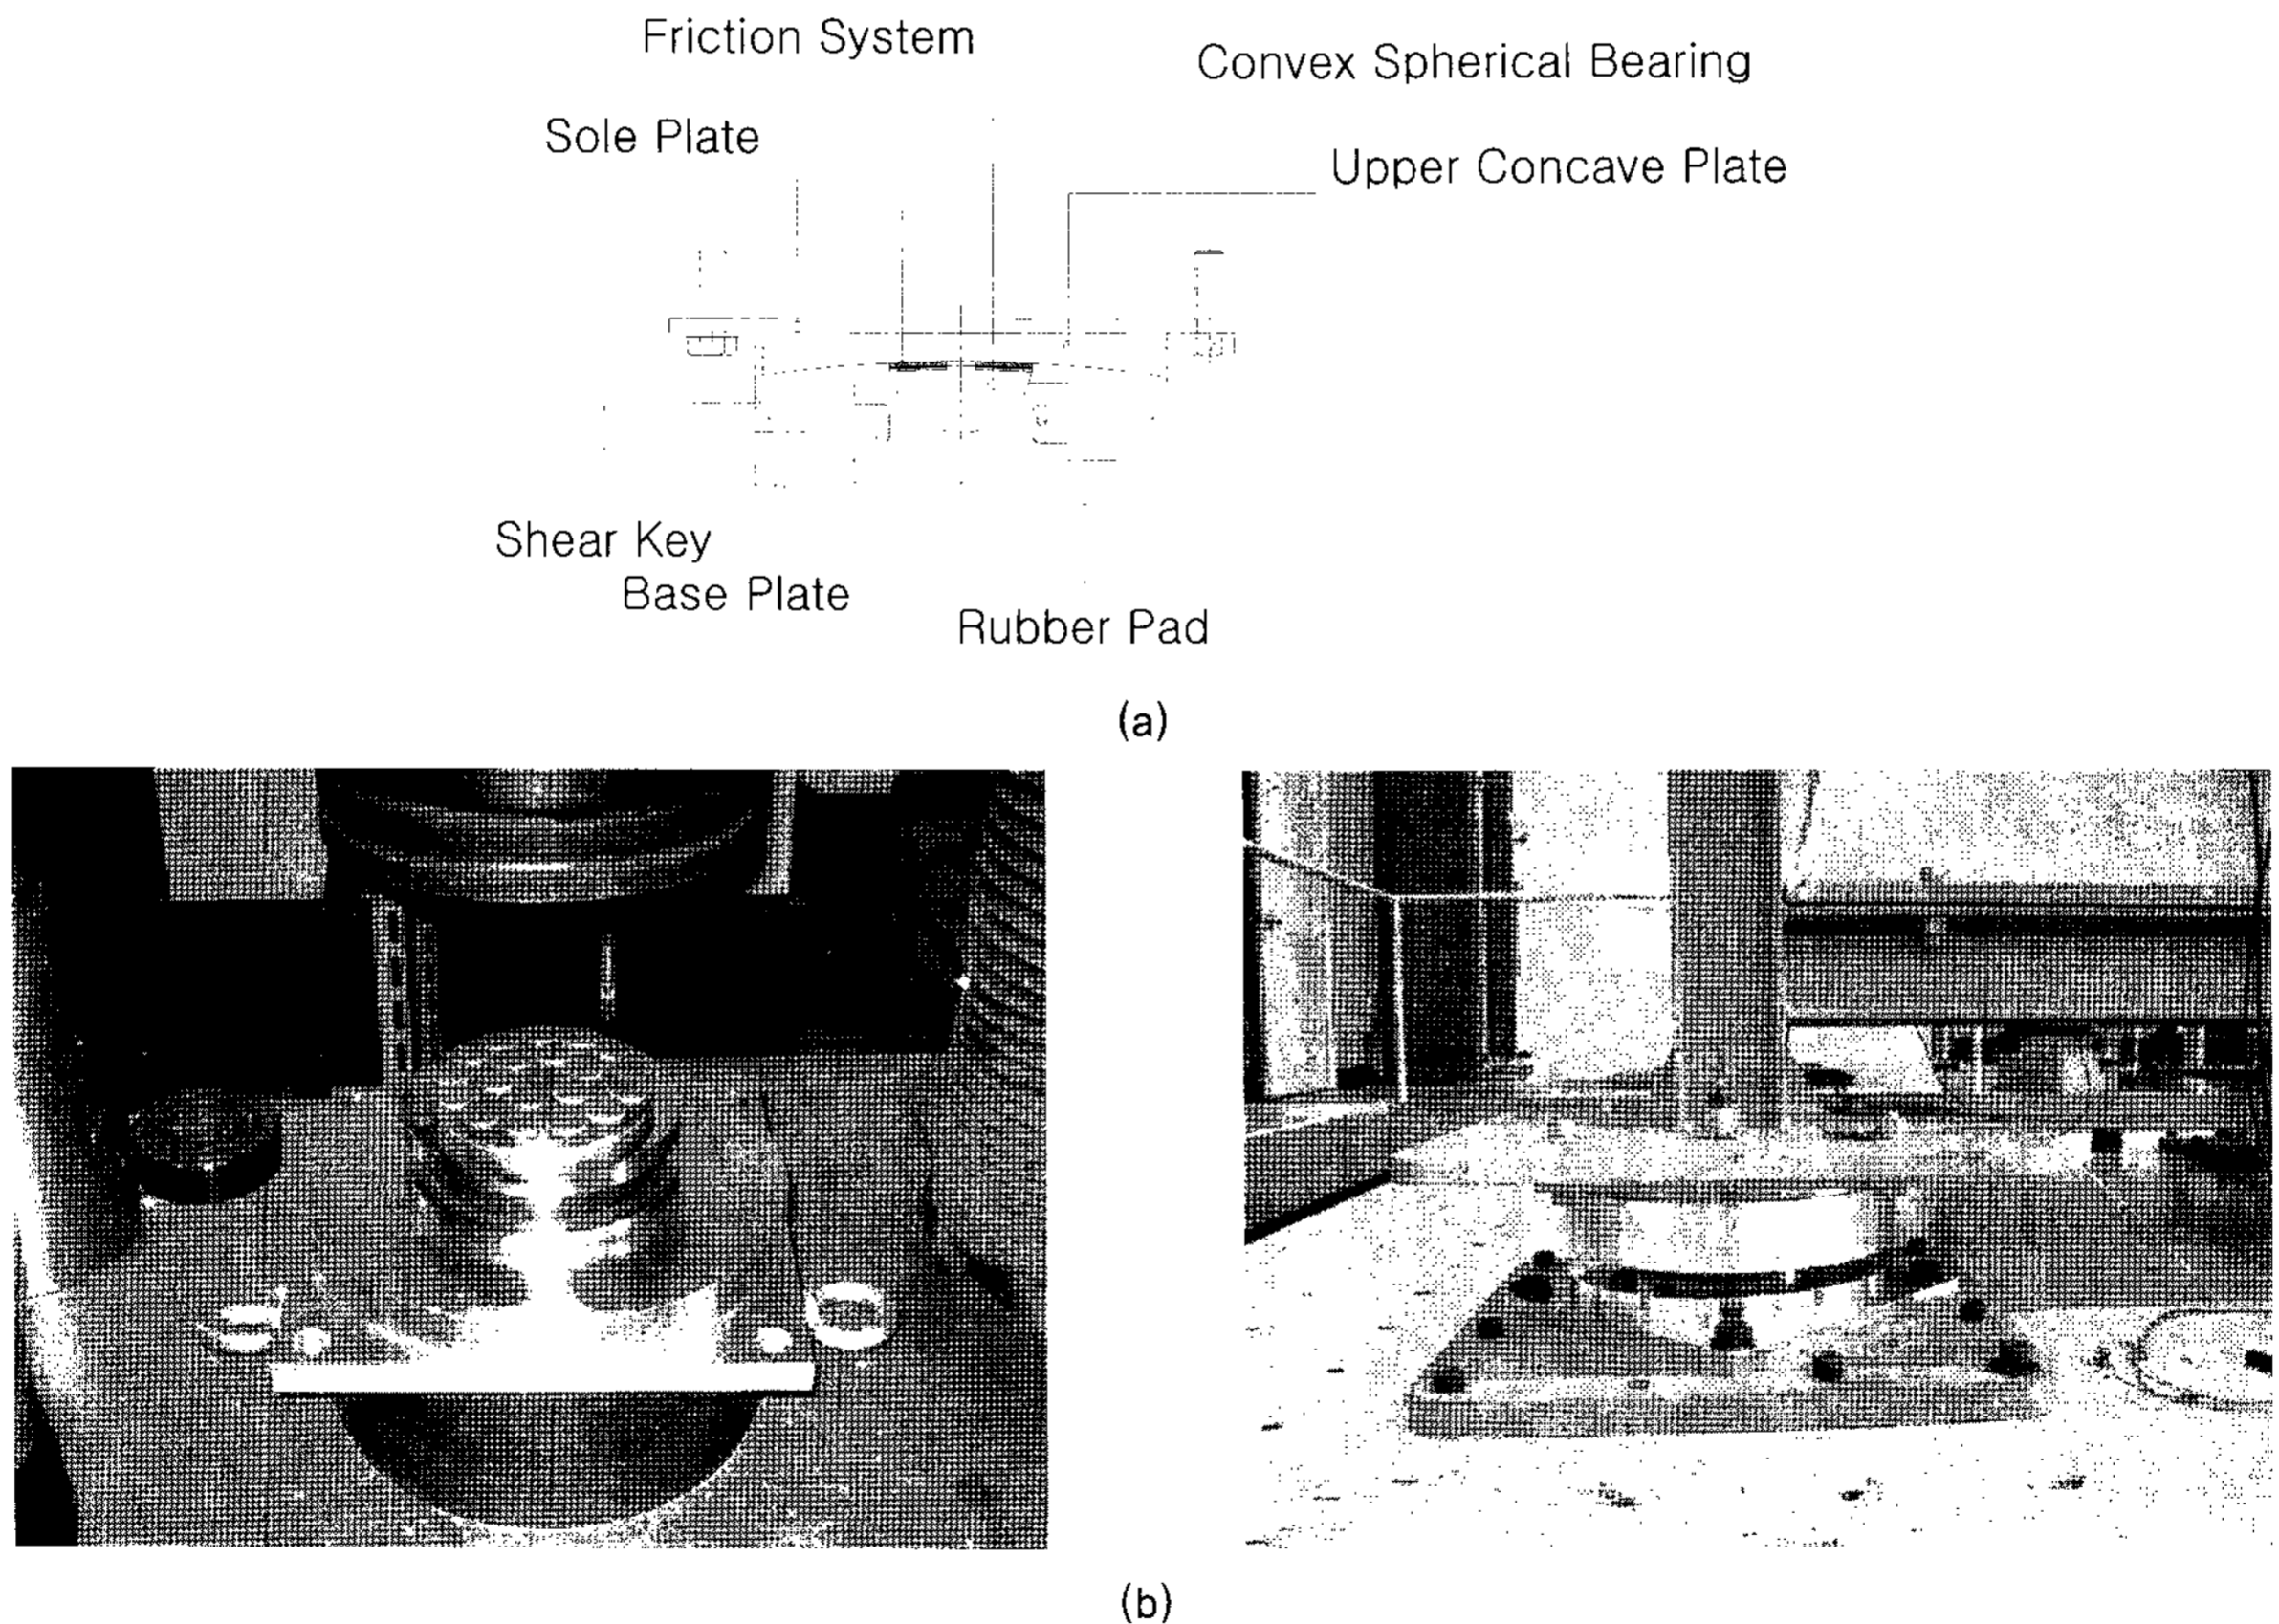 Friction System
Convex Spherical Bearing
Sole Plate
Upper Concave Plate
Shear Key
Base Plate
Rubber Pad
(a)
(b)